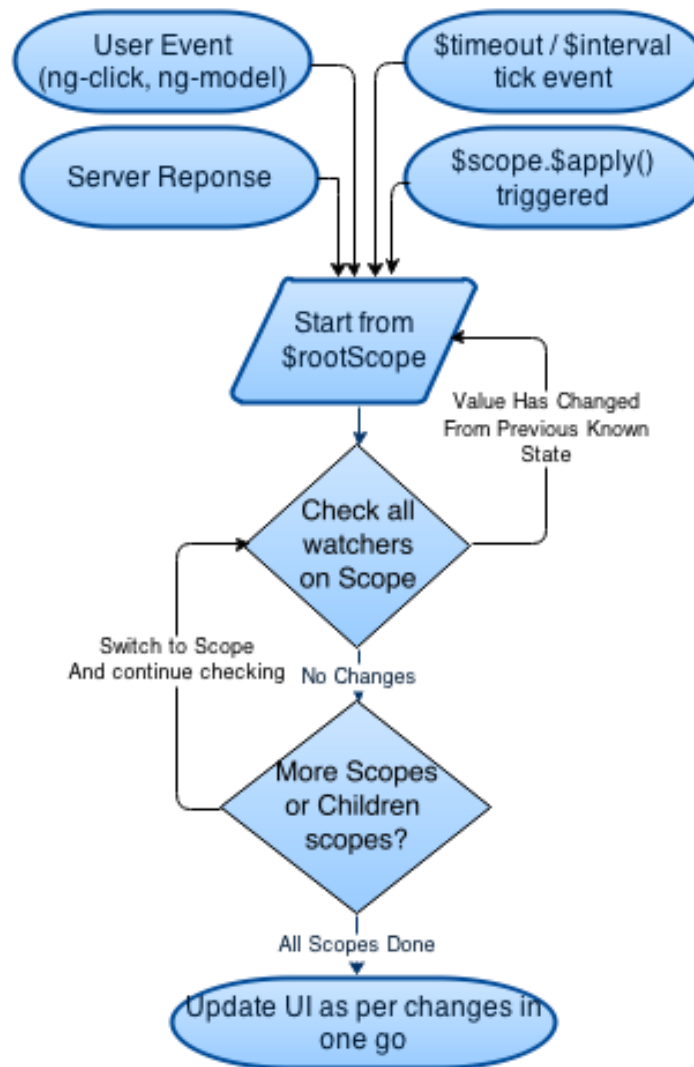 User Event
(ng-click, ng-model)
$timeout / $interval
tick event
Server Reponse
$scope.$apply()
triggered
Start from
$rootScope
Value Has Changed
From Previous Known
State
Check all
watchers
on Scope
Switch to Scope
And continue checking
No Changes
More Scopes
or Children
scopes?
All Scopes Done
Update UI as per changes in
one go